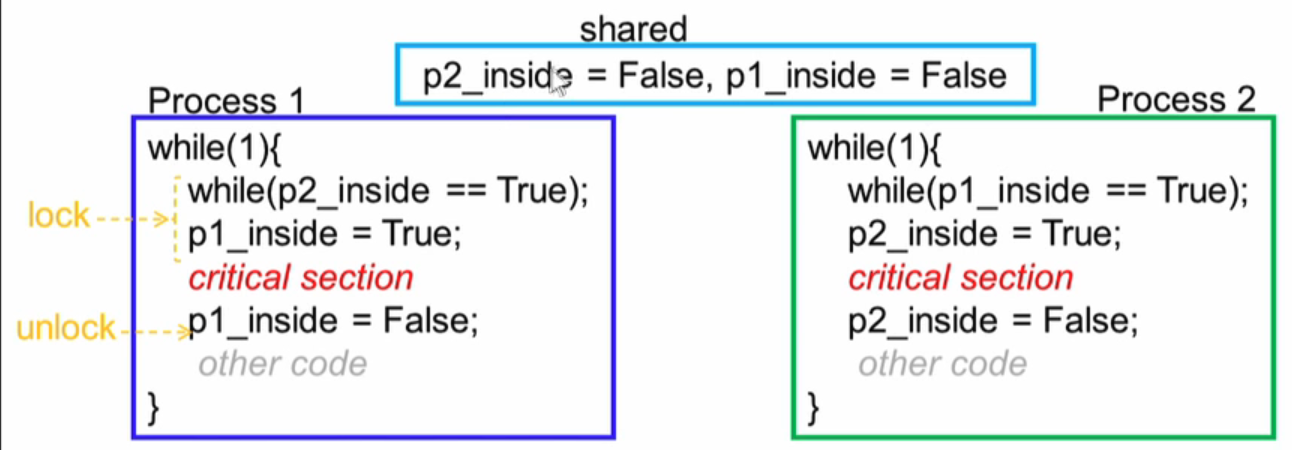 shared
p2_inside = False, p1_inside = False
Process 1
while(1){
while(p2_inside == True);
p1_inside = True;
critical section
p1_inside = False;
other code
}
lock
unlock
Process 2
while(1){
while(p1_inside == True);
p2_inside = True;
critical section
p2_inside = False;
other code
}